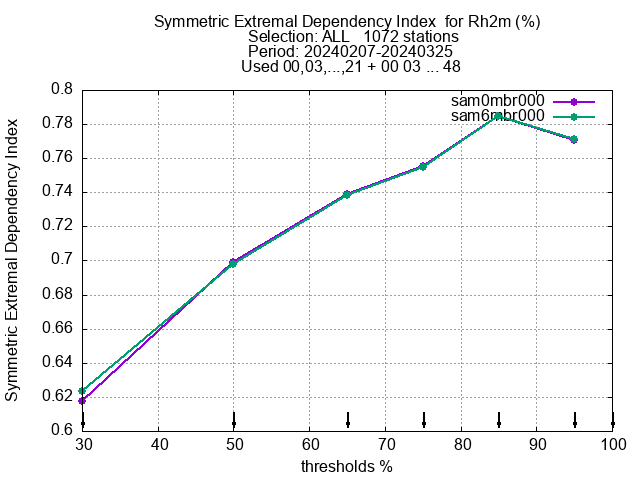 Symmetric Extremal Dependency Index  for Rh2m (%)
Selection: ALL   1072 stations
Period: 20240207-20240325
Used 00,03,...,21 + 00 03 ... 48
sam0mbr000
sam6mbr000
Symmetric Extremal Dependency Index
0.8
0.78
0.76
0.74
0.72
0.7
0.68
0.66
0.64
0.62
0.6
30 40 50 60 70 80 90 100
thresholds %